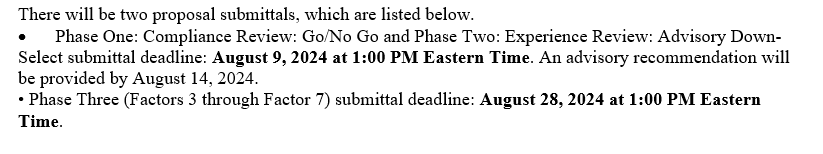 There will be two proposal submittals, which are listed below.
• Phase One: Compliance Review: Go/No Go and Phase Two: Experience Review: Advisory Down-
Select submittal deadline: August 9, 2024 at 1:00 PM Eastern Time. An advisory recommendation will
be provided by August 14, 2024.
• Phase Three (Factors 3 through Factor 7) submittal deadline: August 28, 2024 at 1:00 PM Eastern
Time.